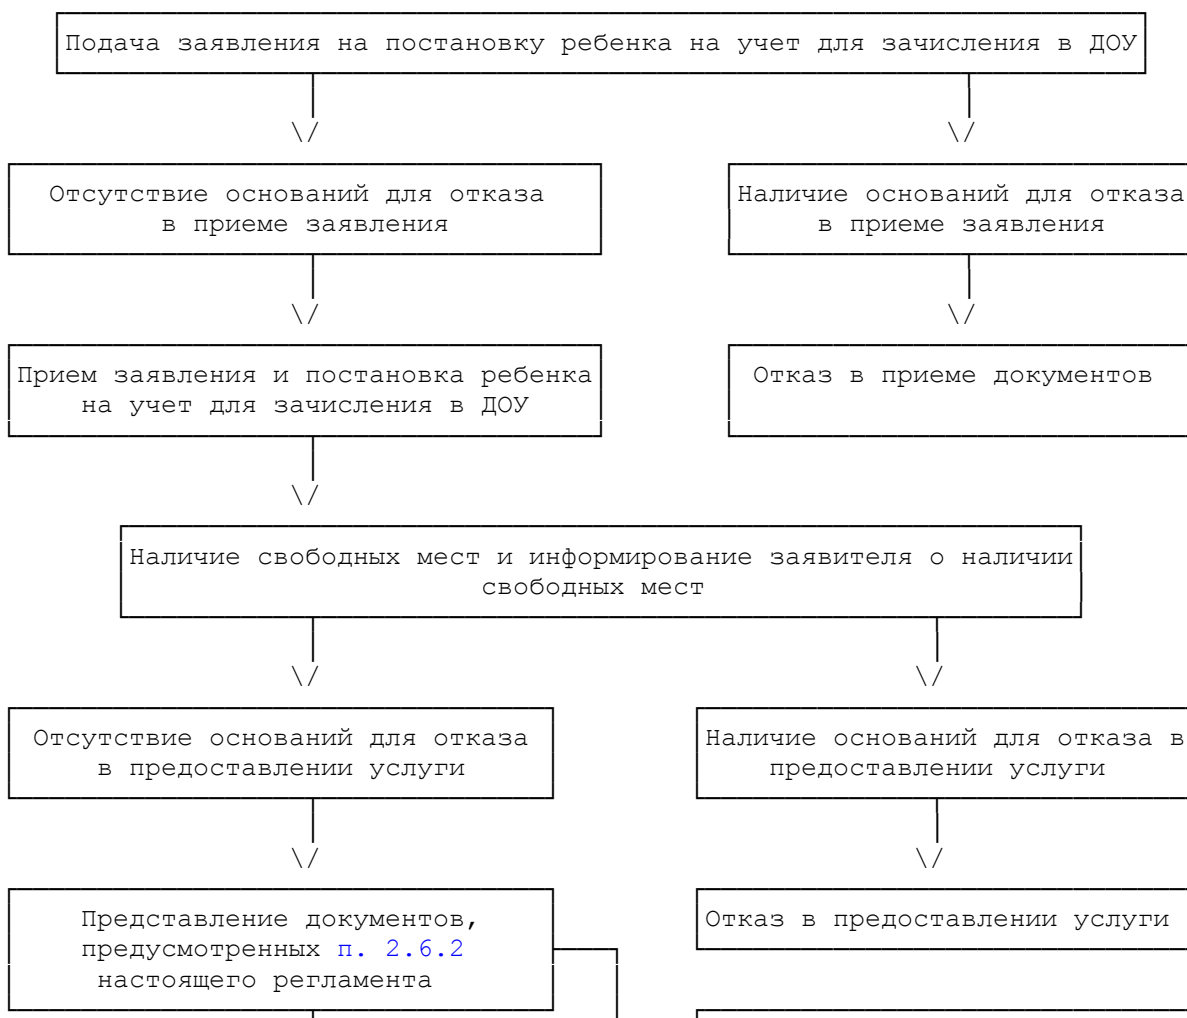 Подача заявления на постановку ребенка на учет для зачисления в ДОУ
Отсутствие оснований для отказа
в приеме заявления
Наличие оснований для отказа
в приеме заявления
Прием заявления и постановка ребенка
на учет для зачисления в ДОУ
Отказ в приеме документов
Наличие свободных мест и информирование заявителя о наличии
свободных мест
Отсутствие оснований для отказа
в предоставлении услуги
Наличие оснований для отказа в
предоставлении услуги
Представление документов,
предусмотренных п. 2.6.2
настоящего регламента
Отказ в предоставлении услуги